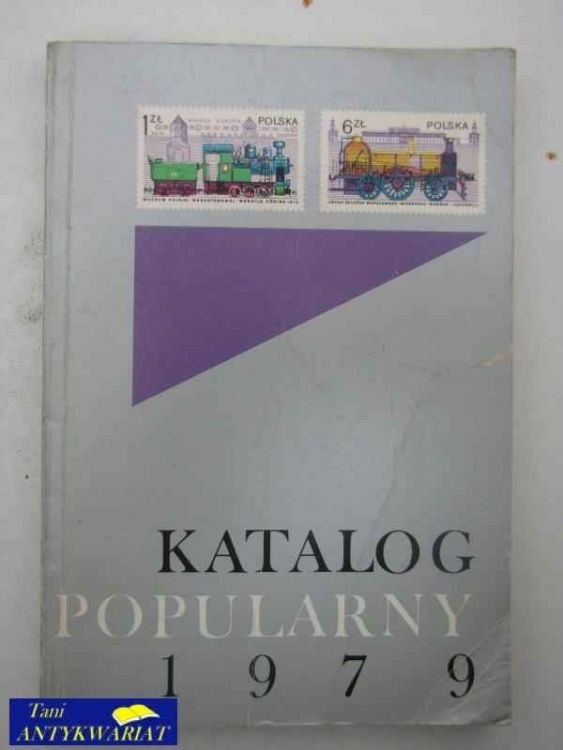 1 ZŁ
POLSKA
6 ZŁ
POLSKA
KATALOG
POPULARNY
1979
Tani
ANTYKWARIAT